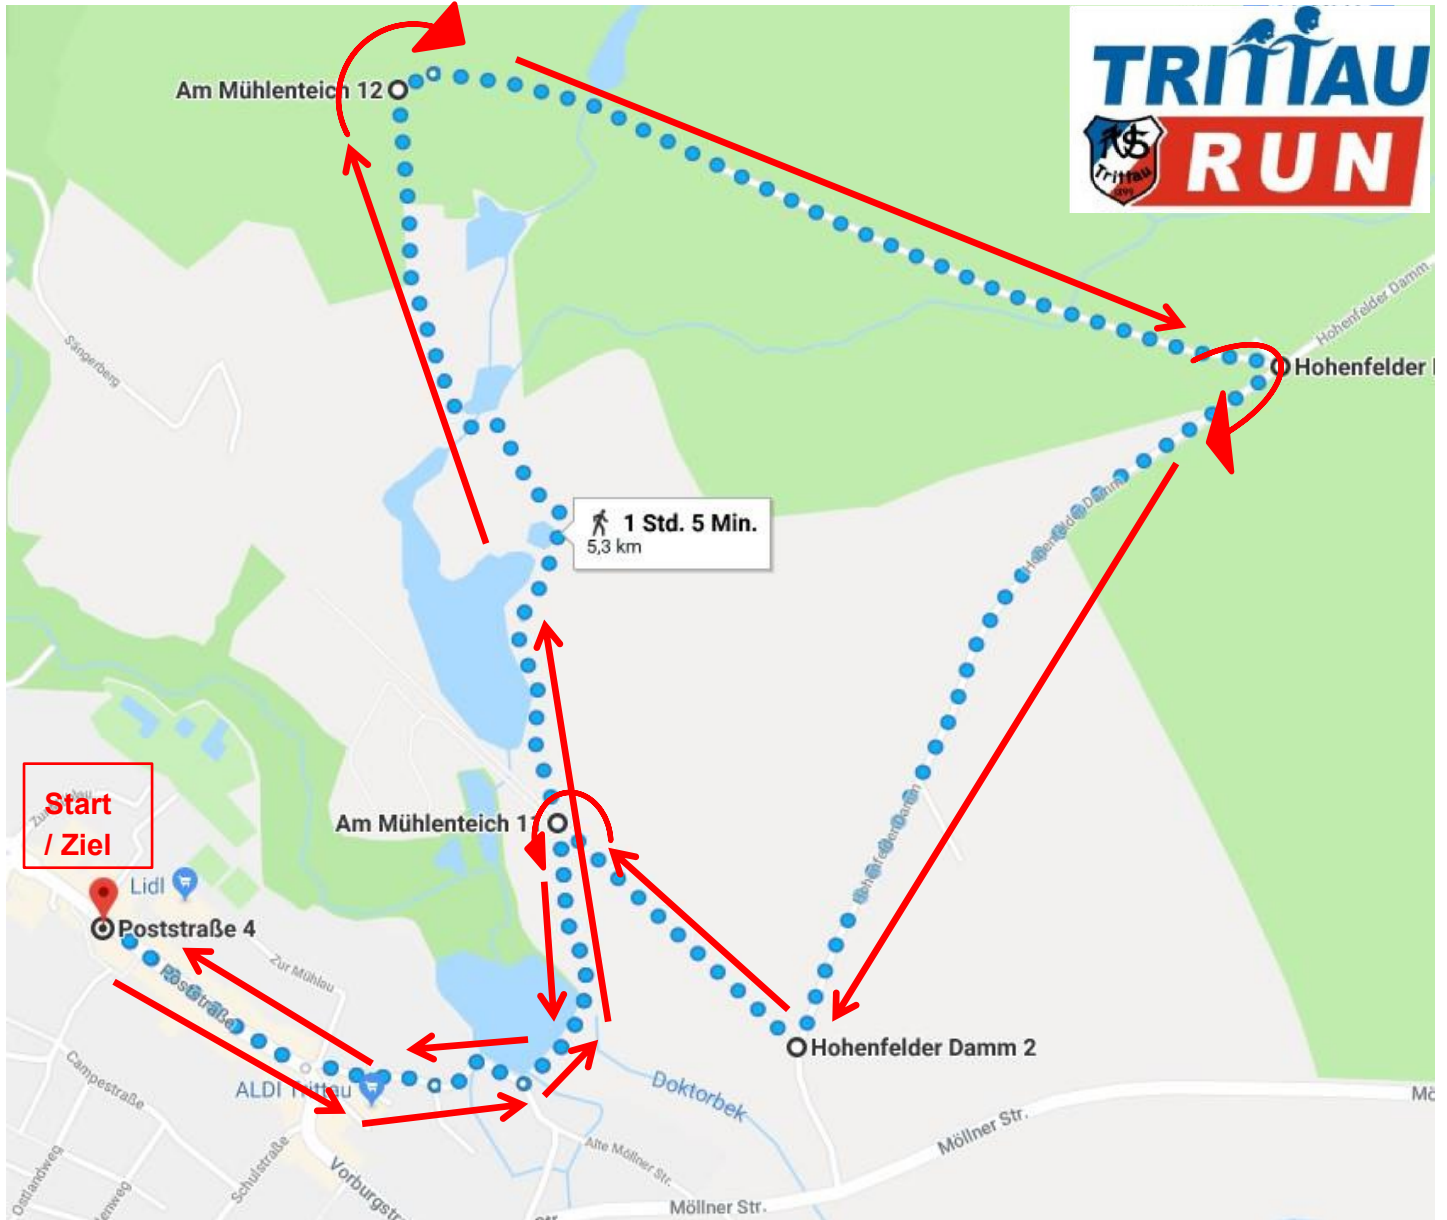 TRITTAU
RUN
Trittau
Am Mühlenteich 12
Hohenfelder Damm
Sängerberg
Hohenfelder
Hohenfelder Damm
1 Std. 5 Min.
5,3 km
Start
/ Ziel
Am Mühlenteich
Hohenfelder Damm
Lidl
Poststraße 4
Zur Mühlau
Poststraße
Hohenfelder Damm 2
ALDI Trittau
Doktorbek
Campestraße
Möllner Str.
Schulstraße
Alte Möllner Str.
Ostlandweg
Vorburgstr
Möllner Str.